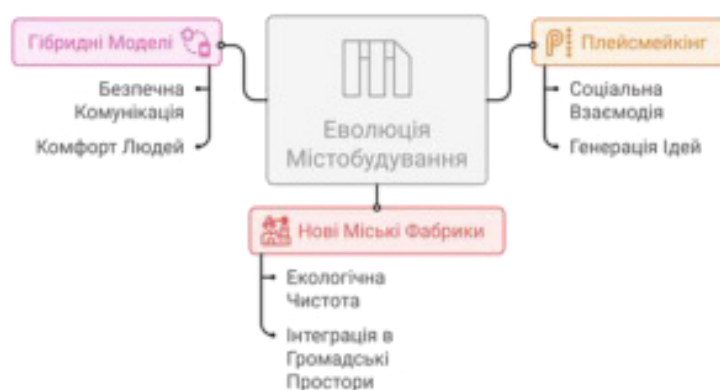 Гібридні Моделі
Безпечна
Комунікація
Комфорт Людей
Еволюція
Містобудування
Плейсмейкінг
Соціальна
Взаємодія
Генерація Ідей
Нові Міські Фабрики
Екологічна
Чистота
Інтеграція в
Громадські
Простори